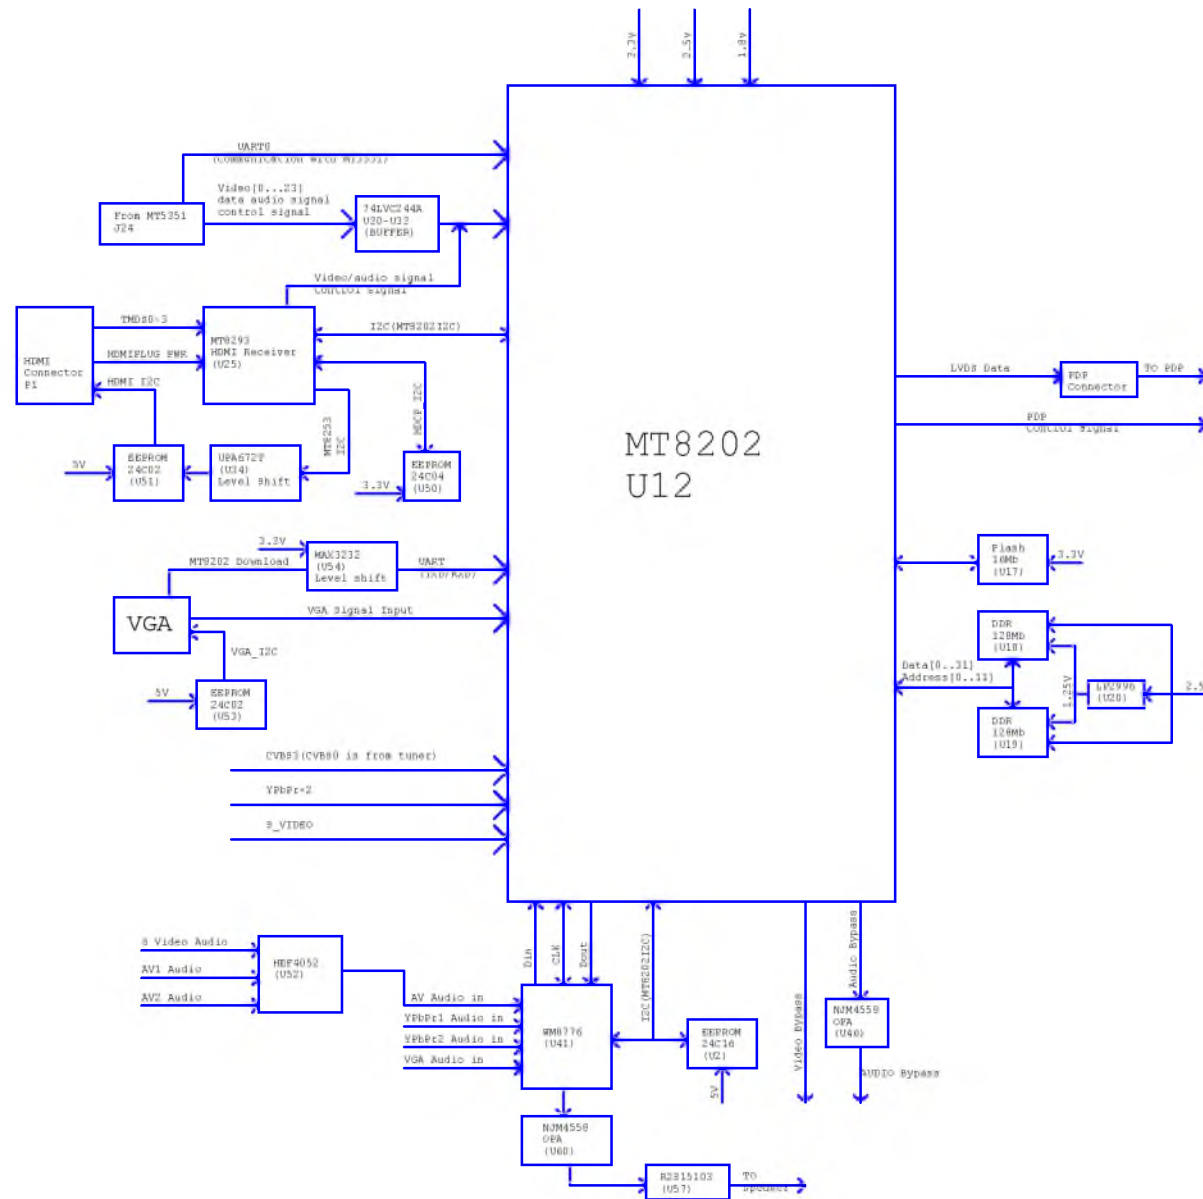 3.3V
2.5V
1.8V
UART0
(Communication with MT5351)
Video[0...23]
data audio signal
control signal
From MT5351
J24
74LVC244A
U20-U32
(BUFFER)
Video/audio signal
Control Signal
TMDS0~3
HDMIPLUG PWR
HDMI I2C
HDMI
Connector
P1
MT8293
HDMI Receiver
(U25)
I2C(MT8202I2C)
MT8293
I2C
HDCP_I2C
5V
EEPROM
24C02
(U51)
UPA672T
(U34)
Level Shift
3.3V
EEPROM
24C04
(U50)
MT8202
U12
LVDS Data
PDP
Connector
TO PDP
PDP
Control Signal
3.3V
MT8202 Download
MAX3232
(U54)
Level shift
UART
(TXD/RXD)
VGA
VGA Signal Input
VGA_I2C
5V
EEPROM
24C02
(U53)
Flash
16Mb
(U17)
3.3V
DDR
128Mb
(U18)
Data[0..31]
Address[0..11]
1.25V
LP2996
(U20)
2.5
DDR
128Mb
(U19)
CVBS3(CVBS0 is from tuner)
YPbPr*2
S_VIDEO
S Video Audio
AV1 Audio
AV2 Audio
HEF4052
(U52)
Din
CLK
Dout
I2C(MT8202I2C)
Video Bypass
Audio Bypass
AV Audio in
YPbPr1 Audio in
YPbPr2 Audio in
VGA Audio in
WM8776
(U41)
EEPROM
24C16
(U2)
5V
NJM4558
OPA
(U40)
AUDIO Bypass
NJM4558
OPA
(U60)
R2S15103
(U57)
TO
Speaker